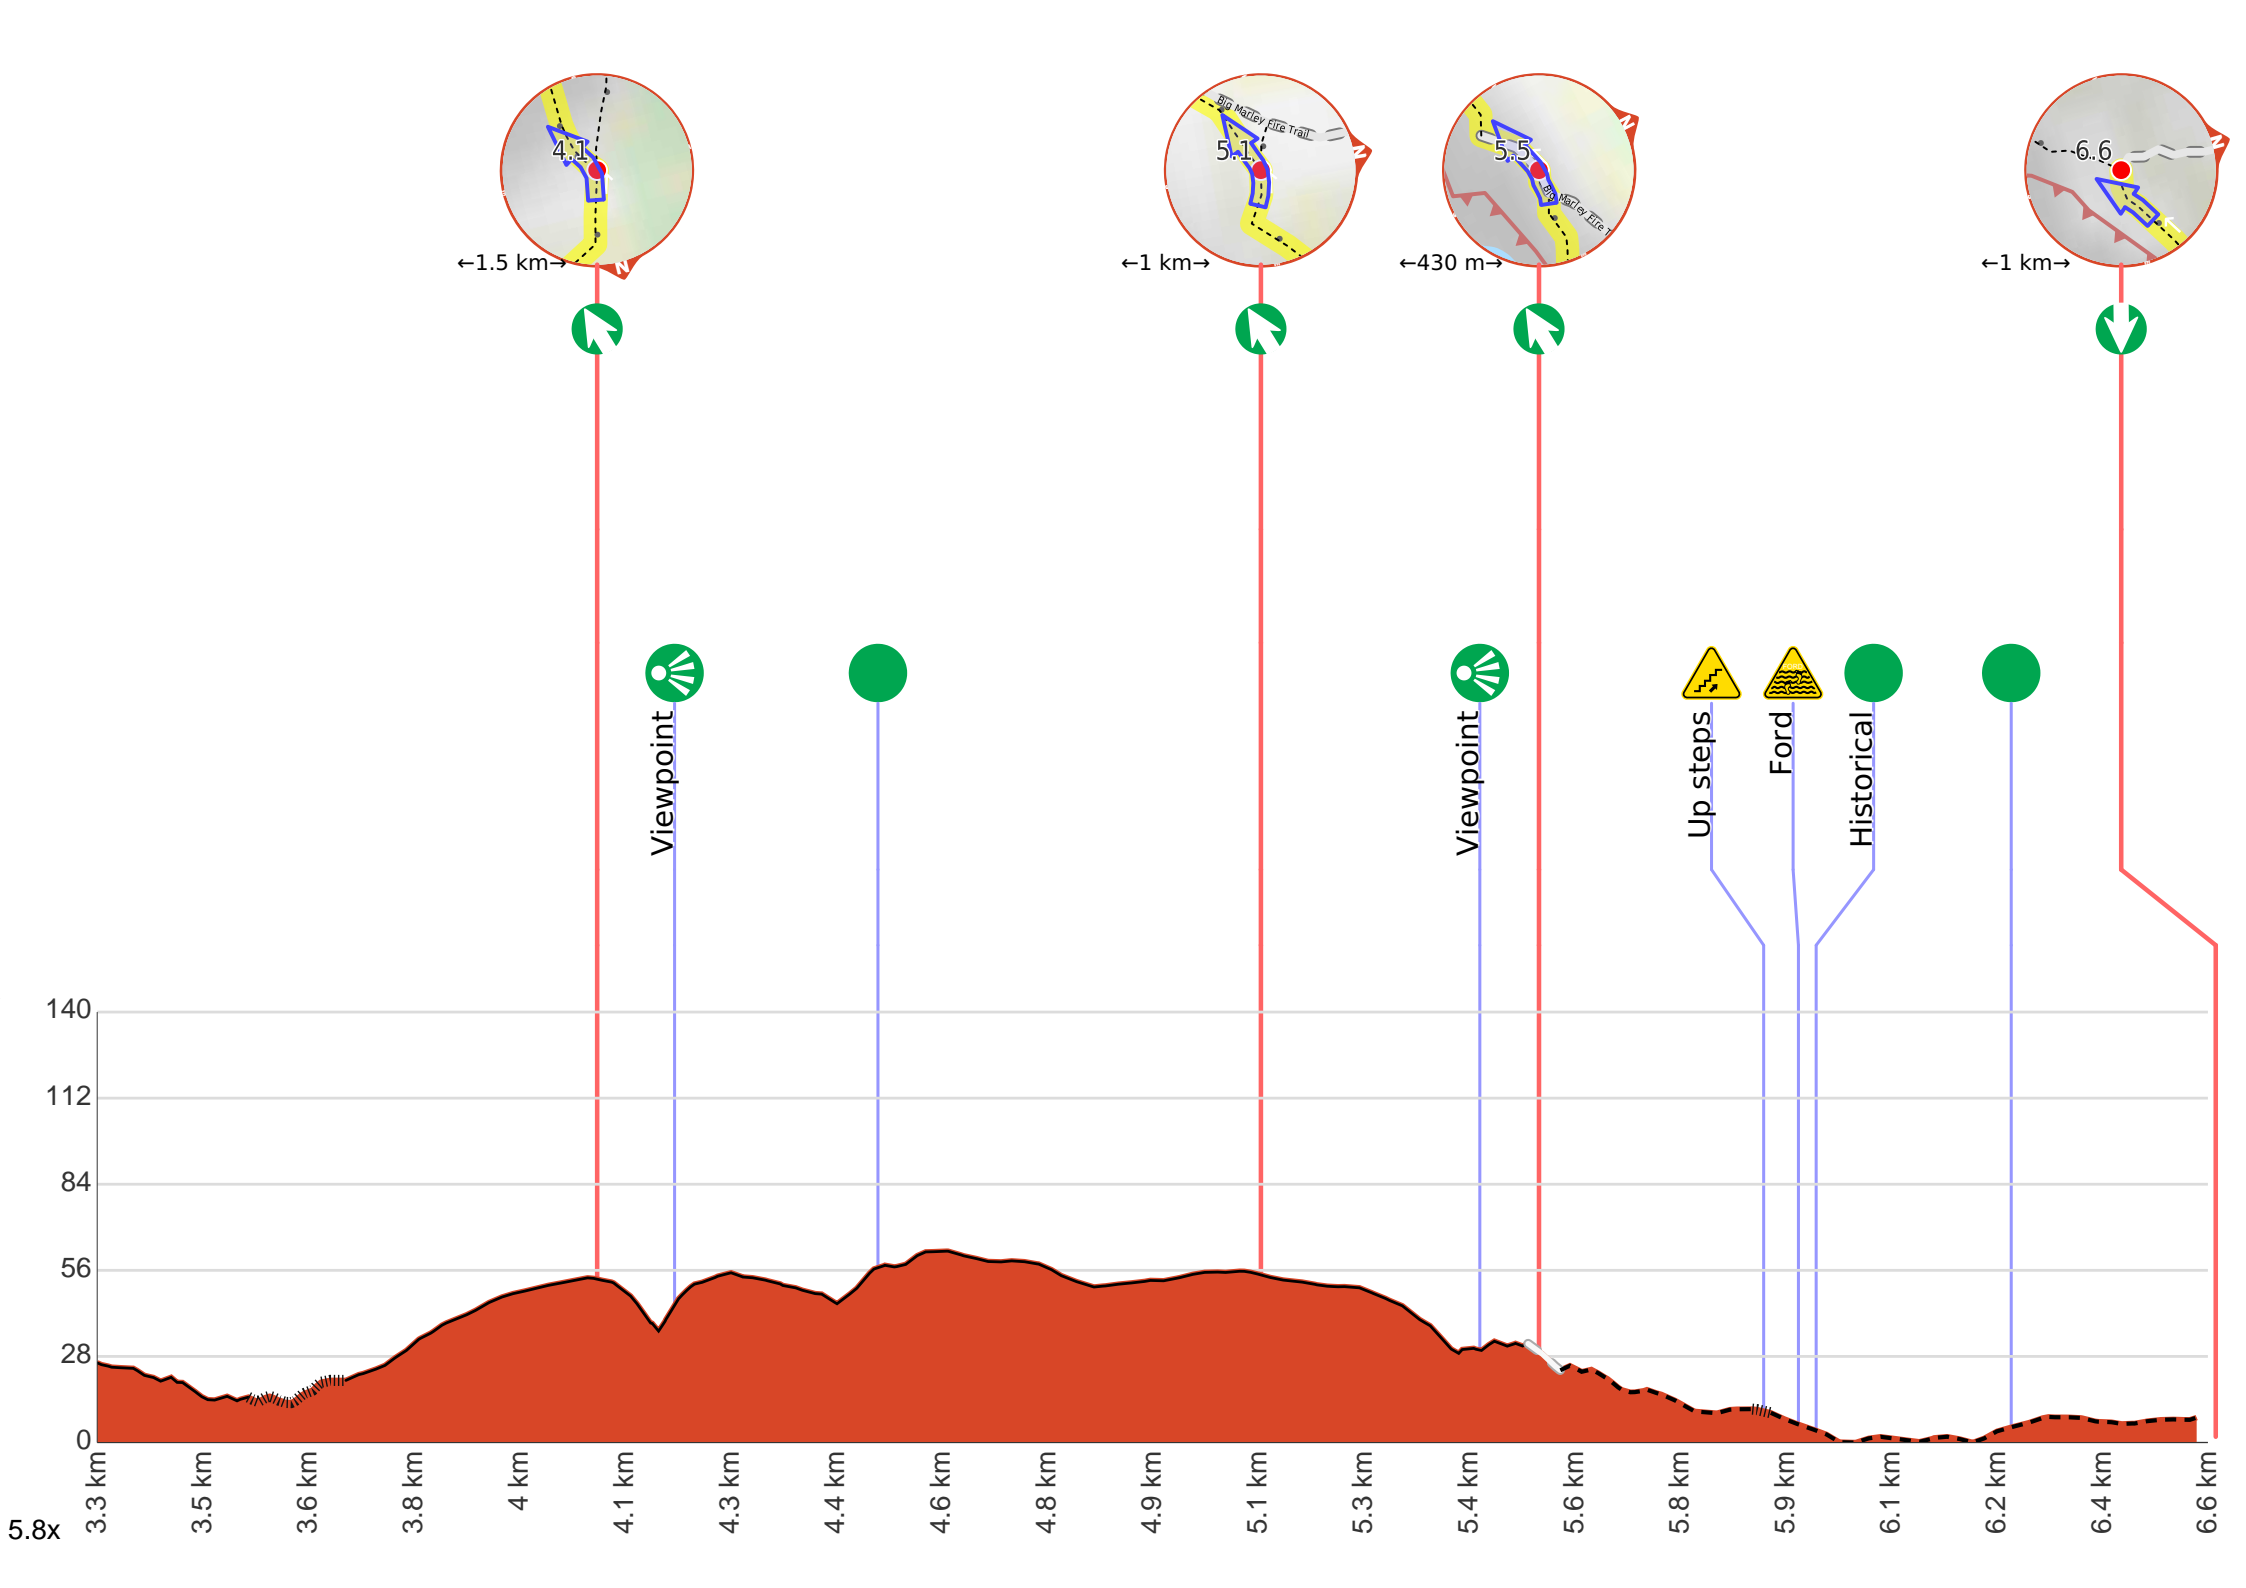 4.1
5.1
5.5
6.6
Big Marley Fire Trail
Big Marley Fire T
N
N
N
N
←1.5 km→
←1 km→
←430 m→
←1 km→
Viewpoint
Viewpoint
Up steps
Ford
Historical
140
112
84
56
28
0
3.3 km
3.5 km
3.6 km
3.8 km
4 km
4.1 km
4.3 km
4.4 km
4.6 km
4.8 km
4.9 km
5.1 km
5.3 km
5.4 km
5.6 km
5.8 km
5.9 km
6.1 km
6.2 km
6.4 km
6.6 km
5.8x